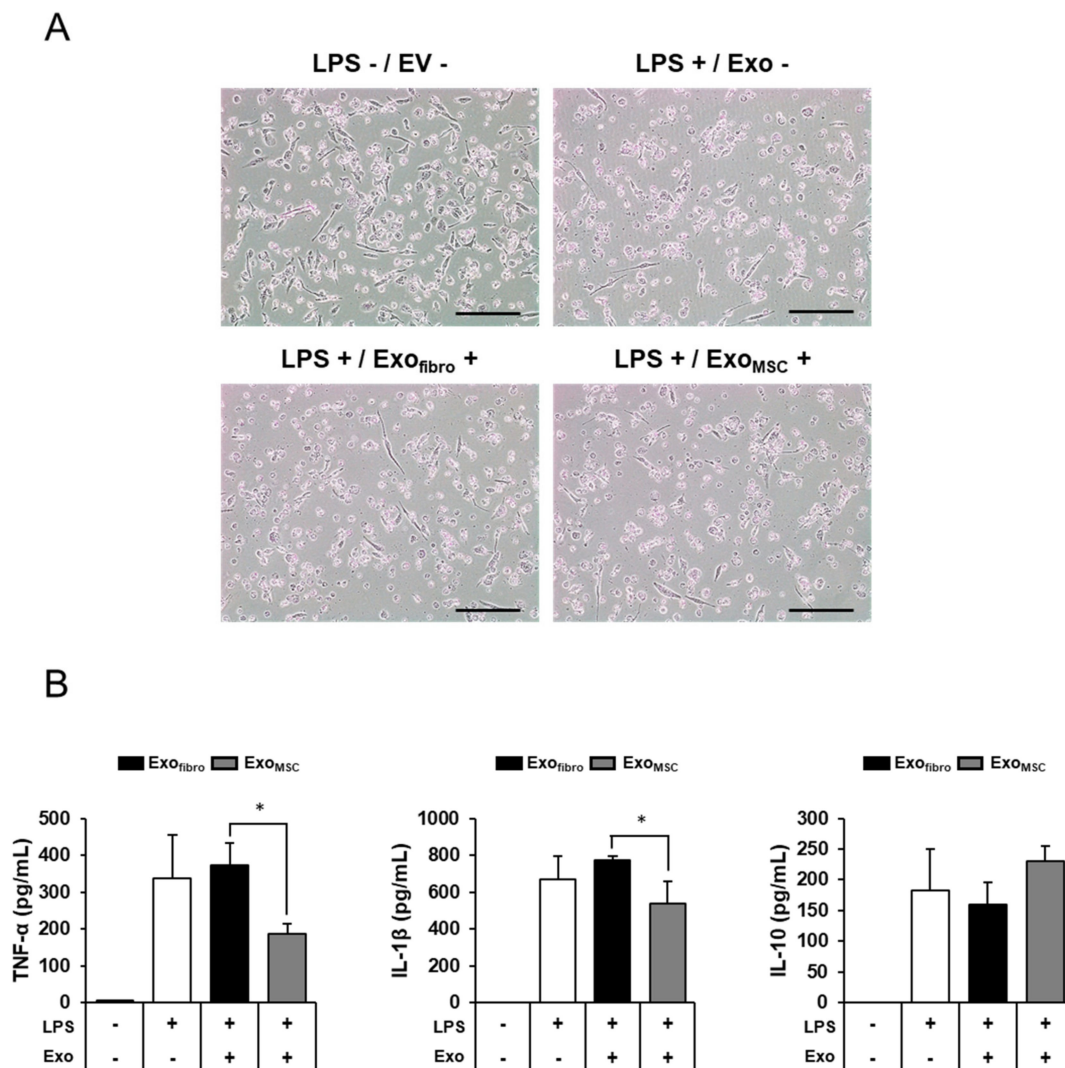 A
LPS - / EV -
LPS + / Exo -
LPS + / Exofibro +
LPS + / ExoMSC +
B
Exofibro ExoMSC
500
400
300
200
100
0
TNF-α (pg/mL)
*
LPS - + + +
Exo - - + +
Exofibro ExoMSC
1000
800
600
400
200
0
IL-1β (pg/mL)
*
LPS - + + +
Exo - - + +
Exofibro ExoMSC
300
250
200
150
100
50
0
IL-10 (pg/mL)
LPS - + + +
Exo - - + +